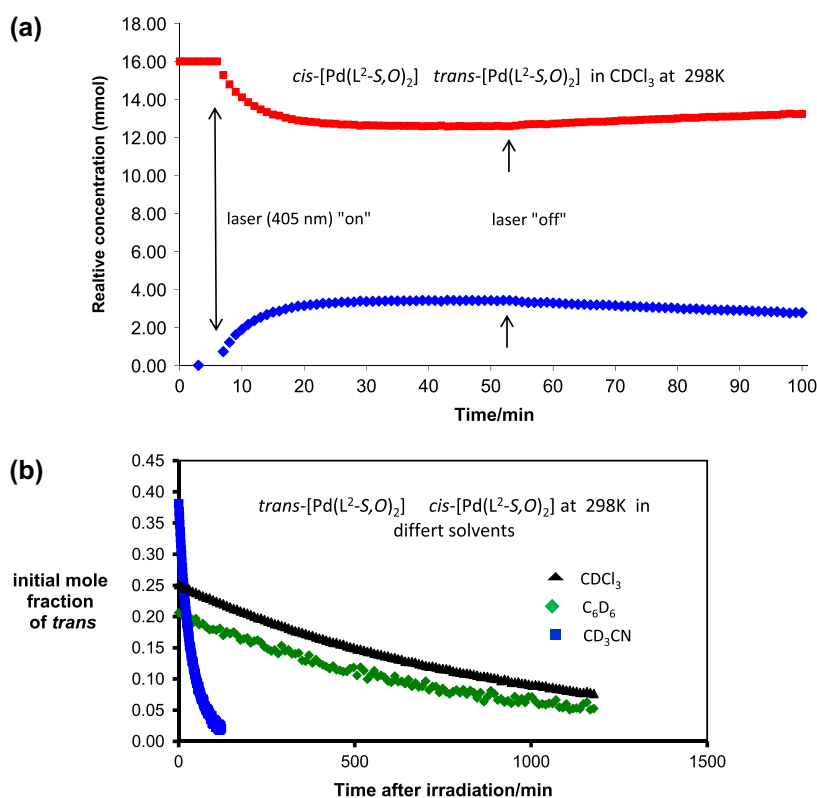 (a)
18.00
16.00
14.00
12.00
10.00
8.00
6.00
4.00
2.00
0.00
Realtive concentration (mmol)
cis-[Pd(L²-S,O)₂] trans-[Pd(L²-S,O)₂] in CDCl₃ at 298K
laser (405 nm) "on"
laser "off"
0 10 20 30 40 50 60 70 80 90 100
Time/min
(b)
0.45
0.40
0.35
0.30
0.25
0.20
0.15
0.10
0.05
0.00
initial mole
fraction
of trans
trans-[Pd(L²-S,O)₂] cis-[Pd(L²-S,O)₂] at 298K in
differt solvents
CDCl₃
C₆D₆
CD₃CN
0 500 1000 1500
Time after irradiation/min